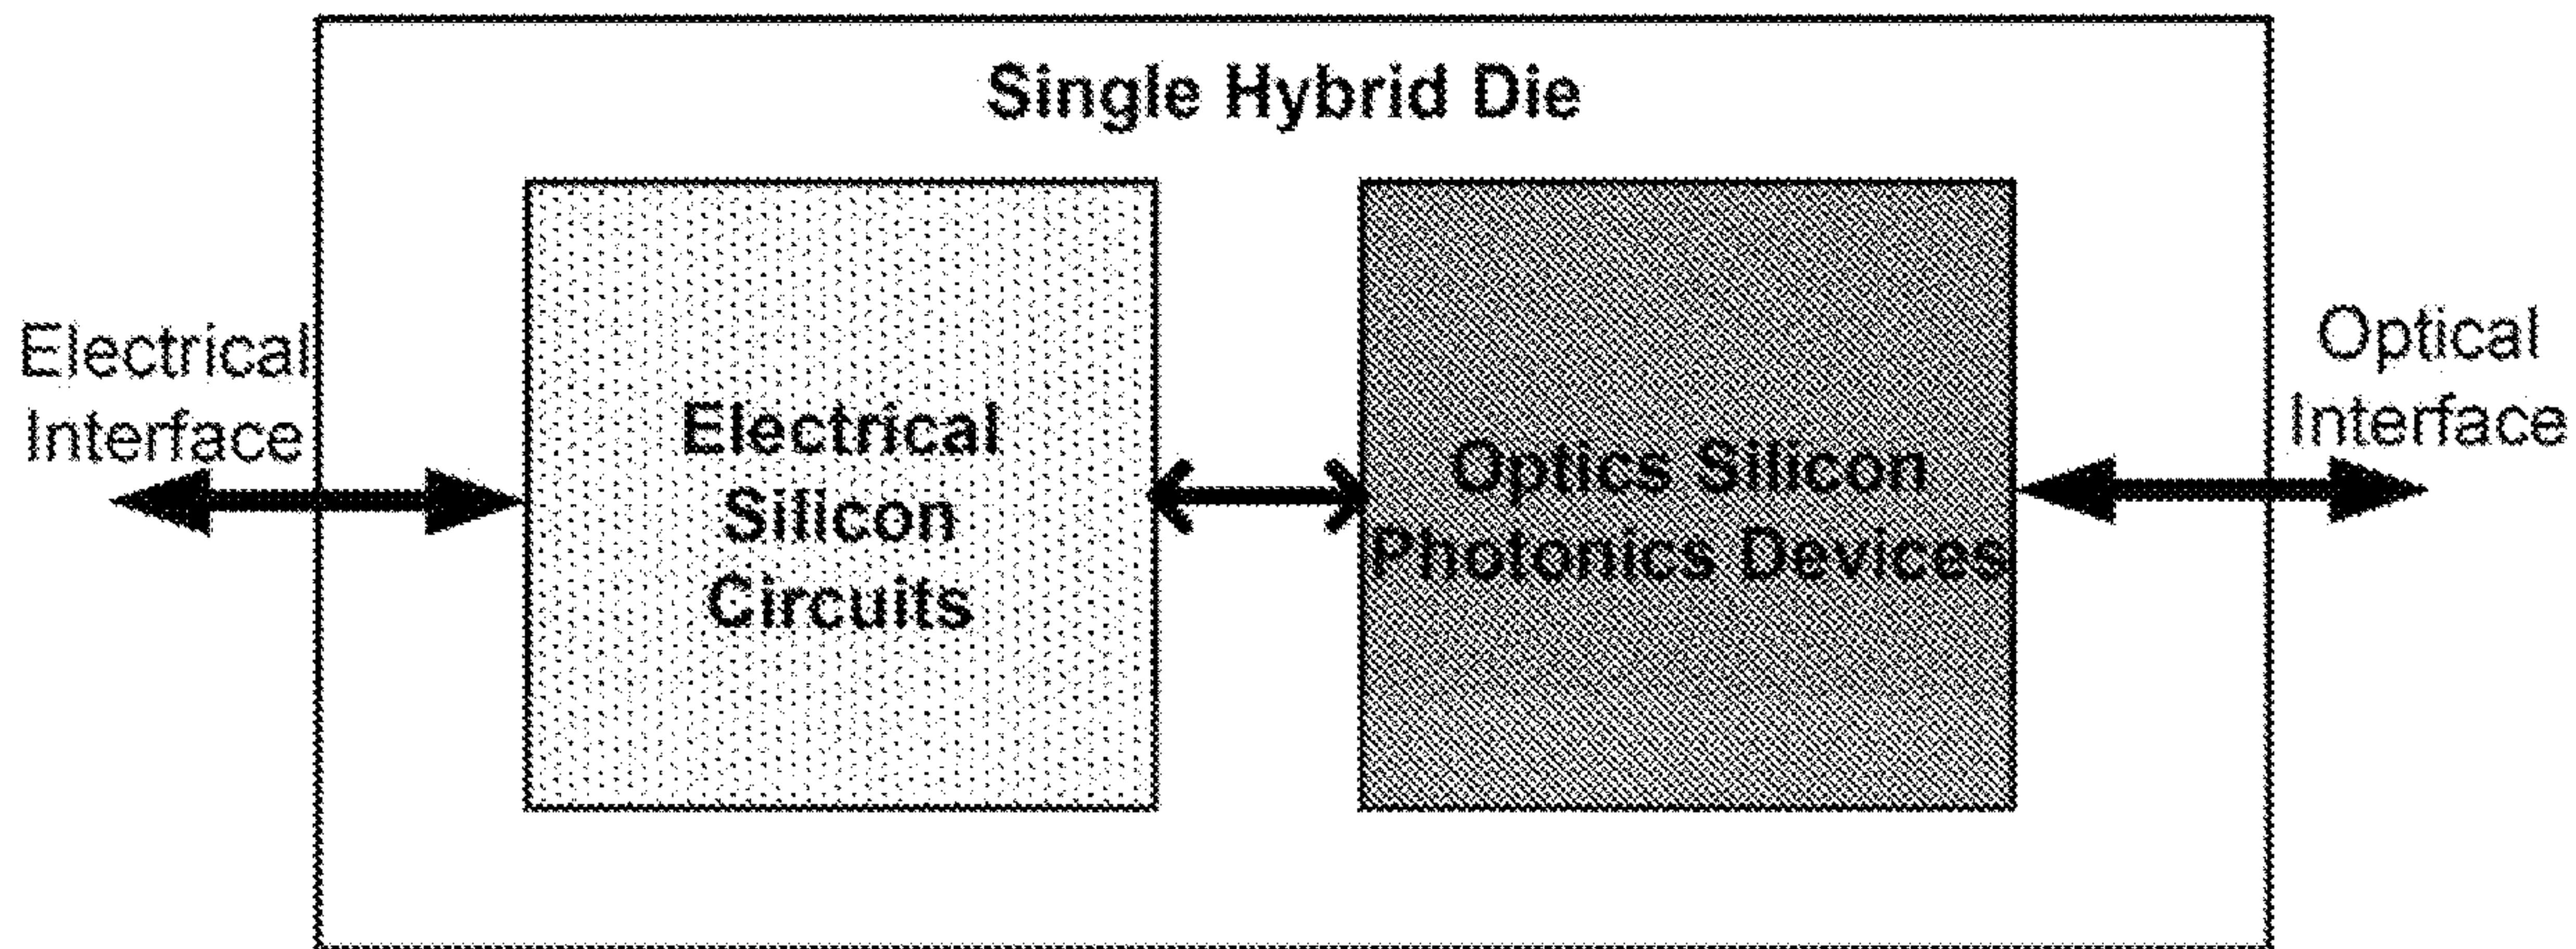 Single Hybrid Die
Electrical
Interface
Electrical
Silicon
Circuits
Optics Silicon
Photonics Devices
Optical
Interface